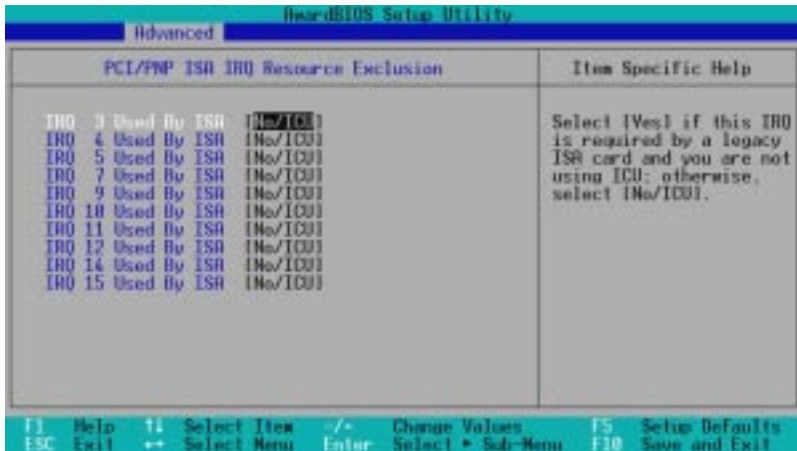 AwardBIOS Setup Utility
Advanced
PCI/PNP ISA IRQ Resource Exclusion
Item Specific Help
IRQ 3 Used By ISA [No/ICU]
IRQ 4 Used By ISA [No/ICU]
IRQ 5 Used By ISA [No/ICU]
IRQ 7 Used By ISA [No/ICU]
IRQ 9 Used By ISA [No/ICU]
IRQ 10 Used By ISA [No/ICU]
IRQ 11 Used By ISA [No/ICU]
IRQ 12 Used By ISA [No/ICU]
IRQ 14 Used By ISA [No/ICU]
IRQ 15 Used By ISA [No/ICU]
Select [Yes] if this IRQ
is required by a legacy
ISA card and you are not
using ICU; otherwise,
select [No/ICU].
F1 Help ↑↓ Select Item -/+ Change Values F5 Setup Defaults
ESC Exit ↔ Select Menu Enter Select ► Sub-Menu F10 Save and Exit